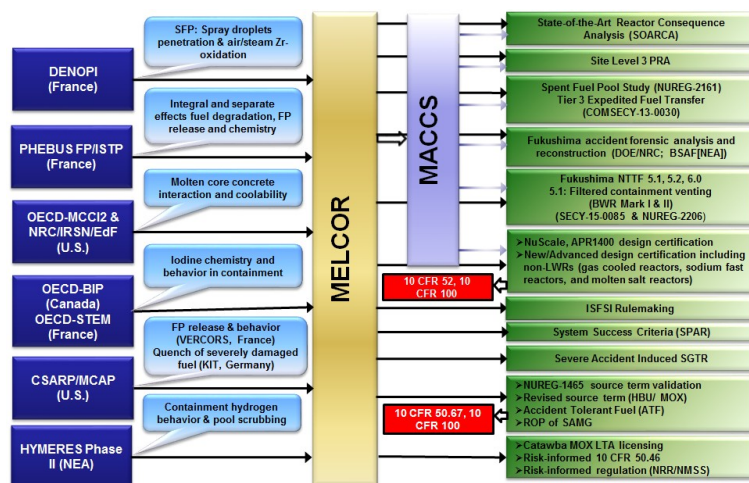 DENOPI
(France)
PHEBUS FP/ISTP
(France)
OECD-MCCI2 &
NRC/IRSN/EdF
(U.S.)
OECD-BIP
(Canada)
OECD-STEM
(France)
CSARP/MCAP
(U.S.)
HYMERES Phase
II (NEA)
SFP: Spray droplets
penetration & air/steam Zr-
oxidation
Integral and separate
effects fuel degradation, FP
release and chemistry
Molten core concrete
interaction and coolability
Iodine chemistry and
behavior in containment
FP release & behavior
(VERCORS, France)
Quench of severely damaged
fuel (KIT, Germany)
Containment hydrogen
behavior & pool scrubbing
MELCOR
MACCS
10 CFR 52, 10
CFR 100
10 CFR 50.67, 10
CFR 100
State-of-the-Art Reactor Consequence
Analysis (SOARCA)
Site Level 3 PRA
Spent Fuel Pool Study (NUREG-2161)
Tier 3 Expedited Fuel Transfer
(COMSECY-13-0030)
Fukushima accident forensic analysis and
reconstruction (DOE/NRC; BSAF[NEA])
Fukushima NTTF 5.1, 5.2, 6.0
5.1: Filtered containment venting
(BWR Mark I & II)
(SECY-15-0085 & NUREG-2206)
➤NuScale, APR1400 design certification
➤New/Advanced design certification including
non-LWRs (gas cooled reactors, sodium fast
reactors, and molten salt reactors)
ISFSI Rulemaking
System Success Criteria (SPAR)
Severe Accident Induced SGTR
➤NUREG-1465 source term validation
➤Revised source term (HBU/ MOX)
➤Accident Tolerant Fuel (ATF)
➤ROP of SAMG
➤Catawba MOX LTA licensing
➤Risk-informed 10 CFR 50.46
➤Risk-informed regulation (NRR/NMSS)